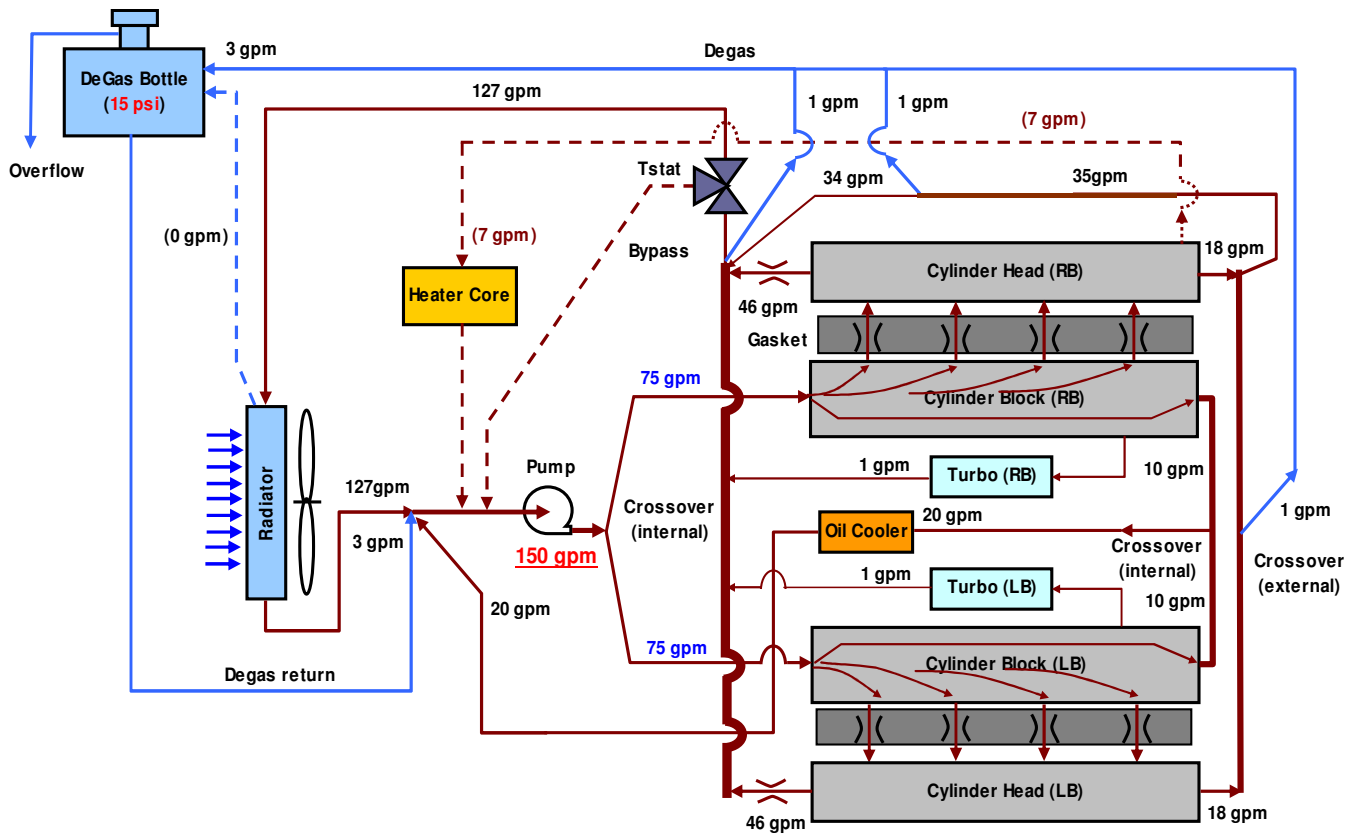 3 gpm
Degas
DeGas Bottle
(15 psi)
127 gpm
1 gpm
1 gpm
(7 gpm)
Overflow
Tstat
34 gpm
35gpm
(0 gpm)
(7 gpm)
Bypass
18 gpm
Cylinder Head (RB)
Heater Core
46 gpm
Gasket
75 gpm
Cylinder Block (RB)
Pump
1 gpm
Turbo (RB)
10 gpm
127gpm
Radiator
Crossover
(internal)
20 gpm
Oil Cooler
1 gpm
3 gpm
150 gpm
Crossover
(internal)
Crossover
(external)
1 gpm
Turbo (LB)
10 gpm
20 gpm
75 gpm
Cylinder Block (LB)
Degas return
Cylinder Head (LB)
46 gpm
18 gpm